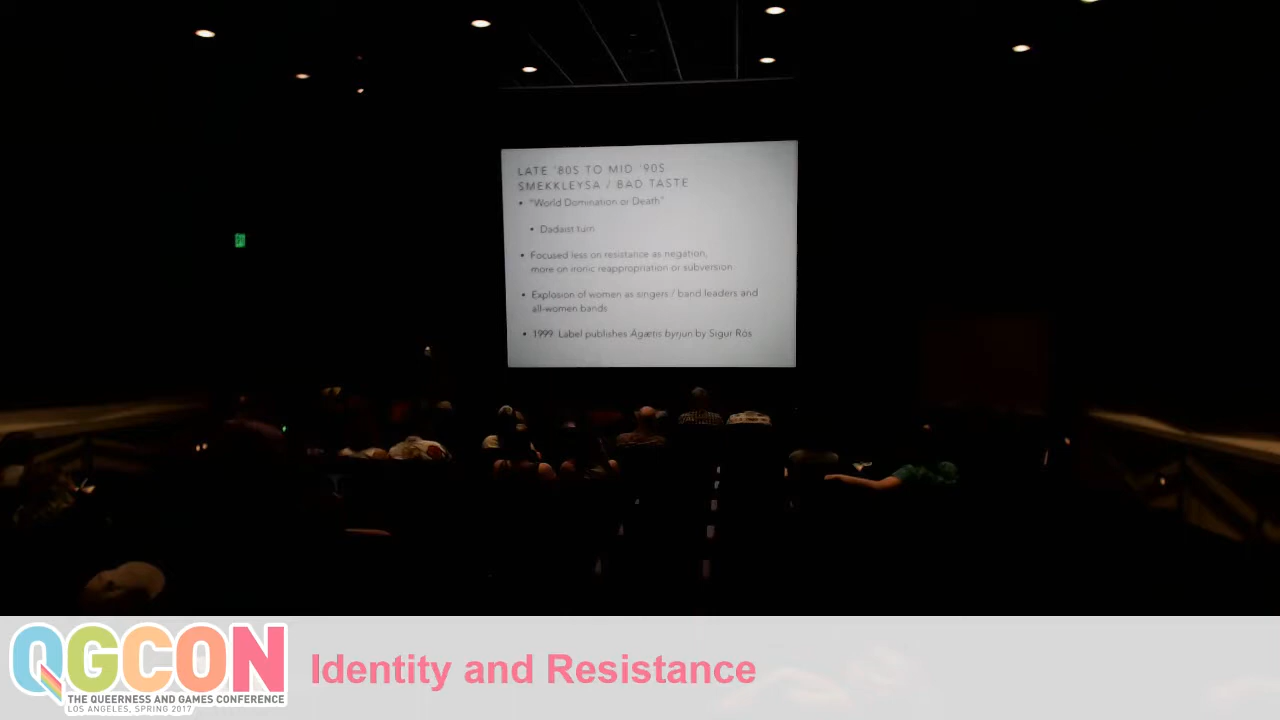 LATE '80S TO MID '90S
SMEKKLEYSA / BAD TASTE
• "World Domination or Death"
• Dadaist turn
• Focused less on resistance as negation,
more on ironic reappropriation or subversion
• Explosion of women as singers / band leaders and
all-women bands
• 1999 Label publishes Ágætis byrjun by Sigur Rós
QGCON
THE QUEERNESS AND GAMES CONFERENCE
LOS ANGELES, SPRING 2017
Identity and Resistance